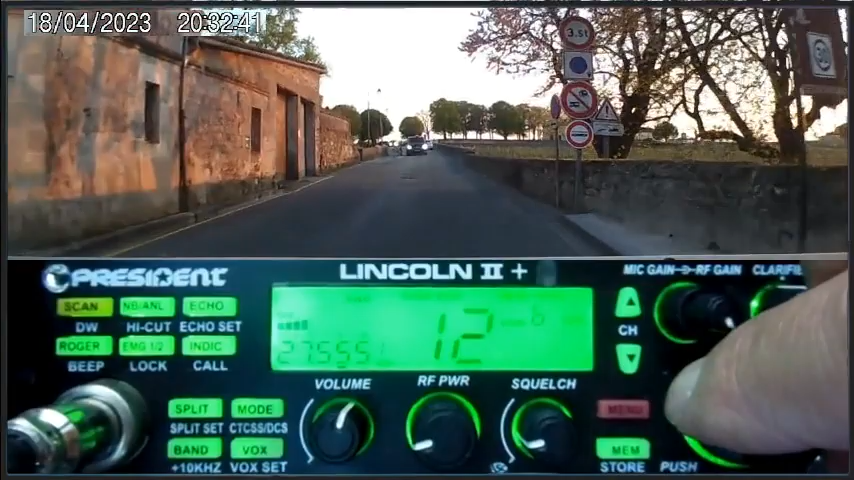 18/04/2023 20:32:41
3.5t
PRESIDENT
LINCOLN II +
MIC GAIN RF GAIN
SCAN NB/ANL ECHO
DW HI-CUT ECHO SET
ROGER EMG 1/2 INDIC
BEEP LOCK CALL
12
27.555
CH
VOLUME RF PWR SQUELCH
SPLIT MODE
SPLIT SET CTCSS/DCS
MENU
BAND VOX
MEM
+10KHZ VOX SET
STORE PUSH